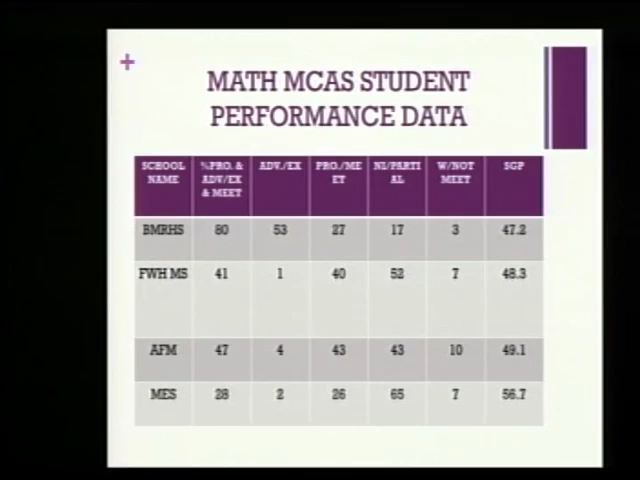 +
MATH MCAS STUDENT
PERFORMANCE DATA
SCHOOL NAME %PRO. & ADV/EX & MEET ADV./EX PRO./MEET NI/PARTIAL W/NOT MEET SGP
BMRHS 80 53 27 17 3 47.2
FWH MS 41 1 40 52 7 48.3
AFM 47 4 43 43 10 49.1
MES 28 2 26 65 7 56.7